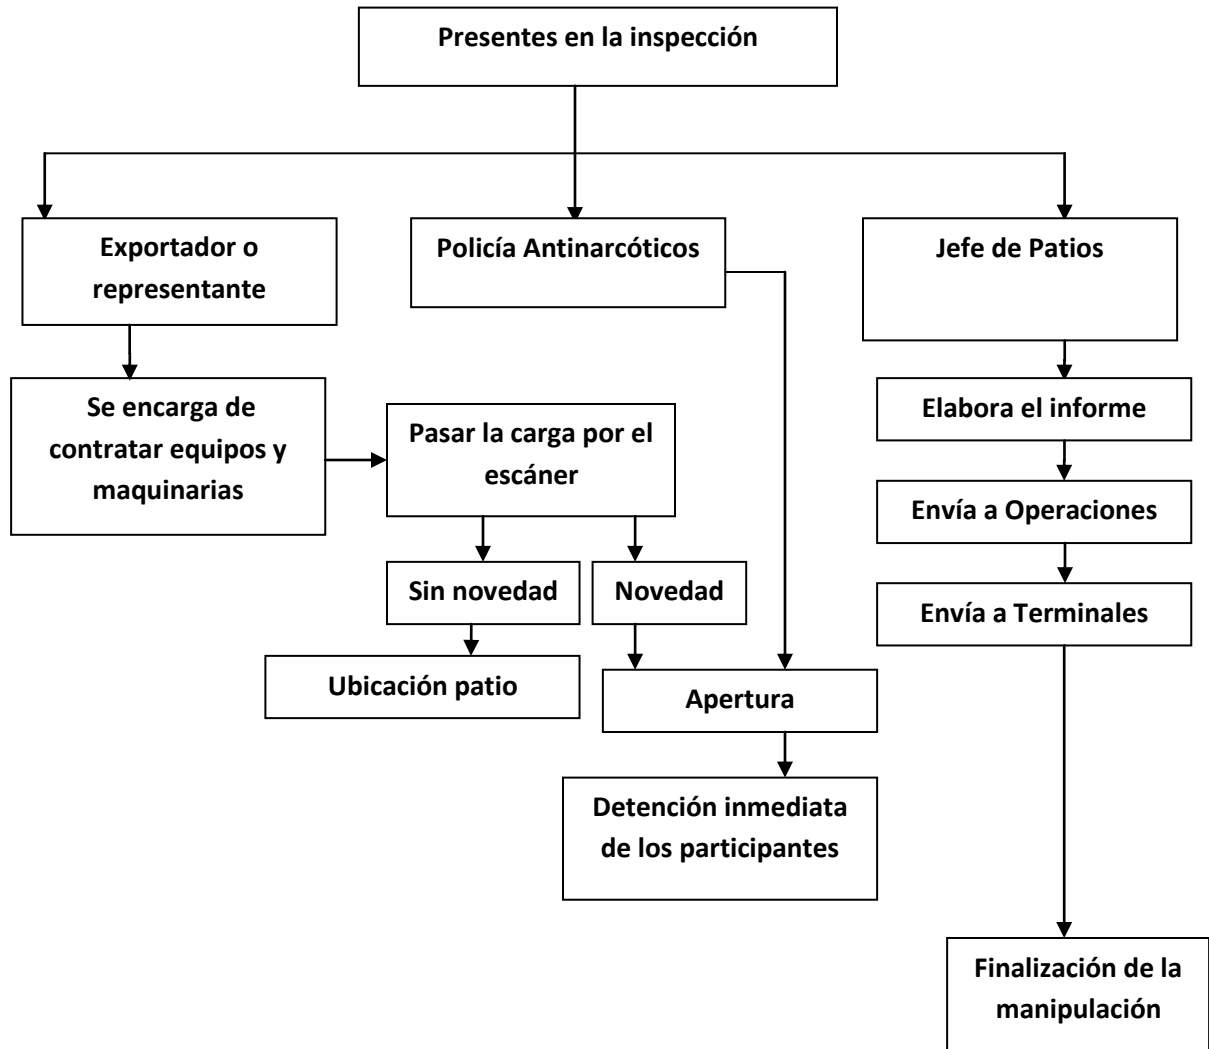 Presentes en la inspección
Exportador o
representante
Policía Antinarcóticos
Jefe de Patios
Se encarga de
contratar equipos y
maquinarias
Pasar la carga por el
escáner
Elabora el informe
Envía a Operaciones
Sin novedad
Novedad
Envía a Terminales
Ubicación patio
Apertura
Detención inmediata
de los participantes
Finalización de la
manipulación